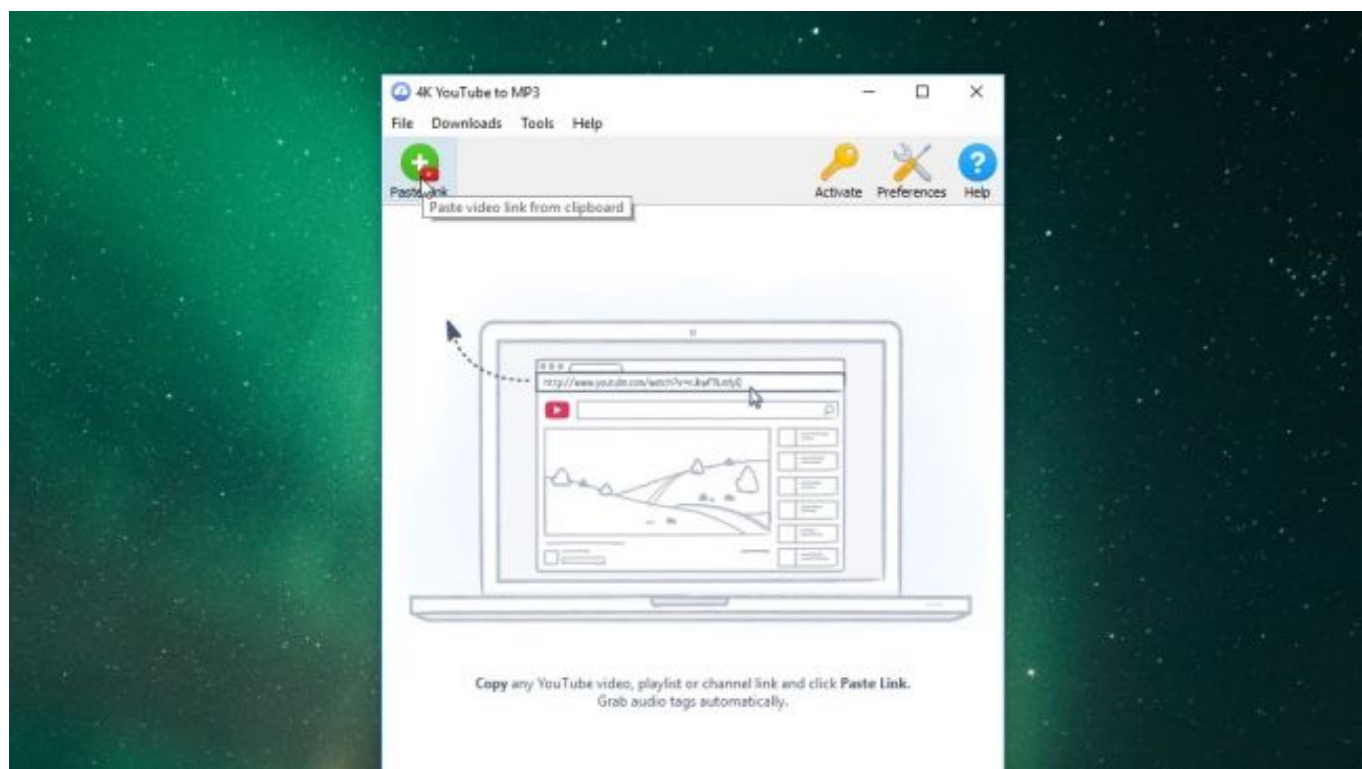 4K YouTube to MP3
File Downloads Tools Help
Paste Link
Activate Preferences Help
Paste video link from clipboard
Copy any YouTube video, playlist or channel link and click Paste Link.
Grab audio tags automatically.